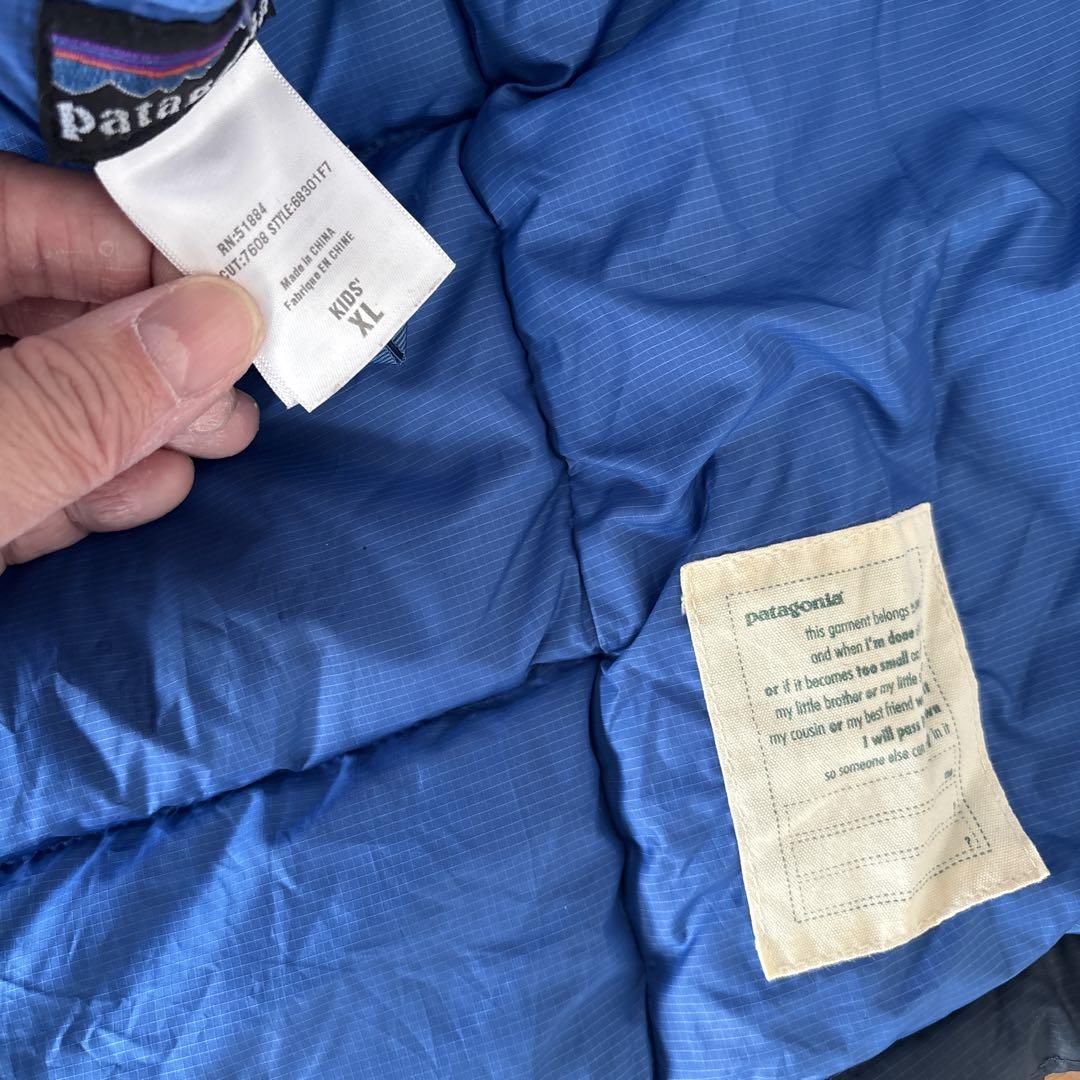 RN:51884
CUT:7608 STYLE:68301F7
Made in CHINA
Fabriqué EN CHINE
KIDS'
XL
patagonia
this garment belongs
and when I'm done
or if it becomes too small
my little brother or my little
my cousin or my best friend
I will pass
so someone else can in it
?